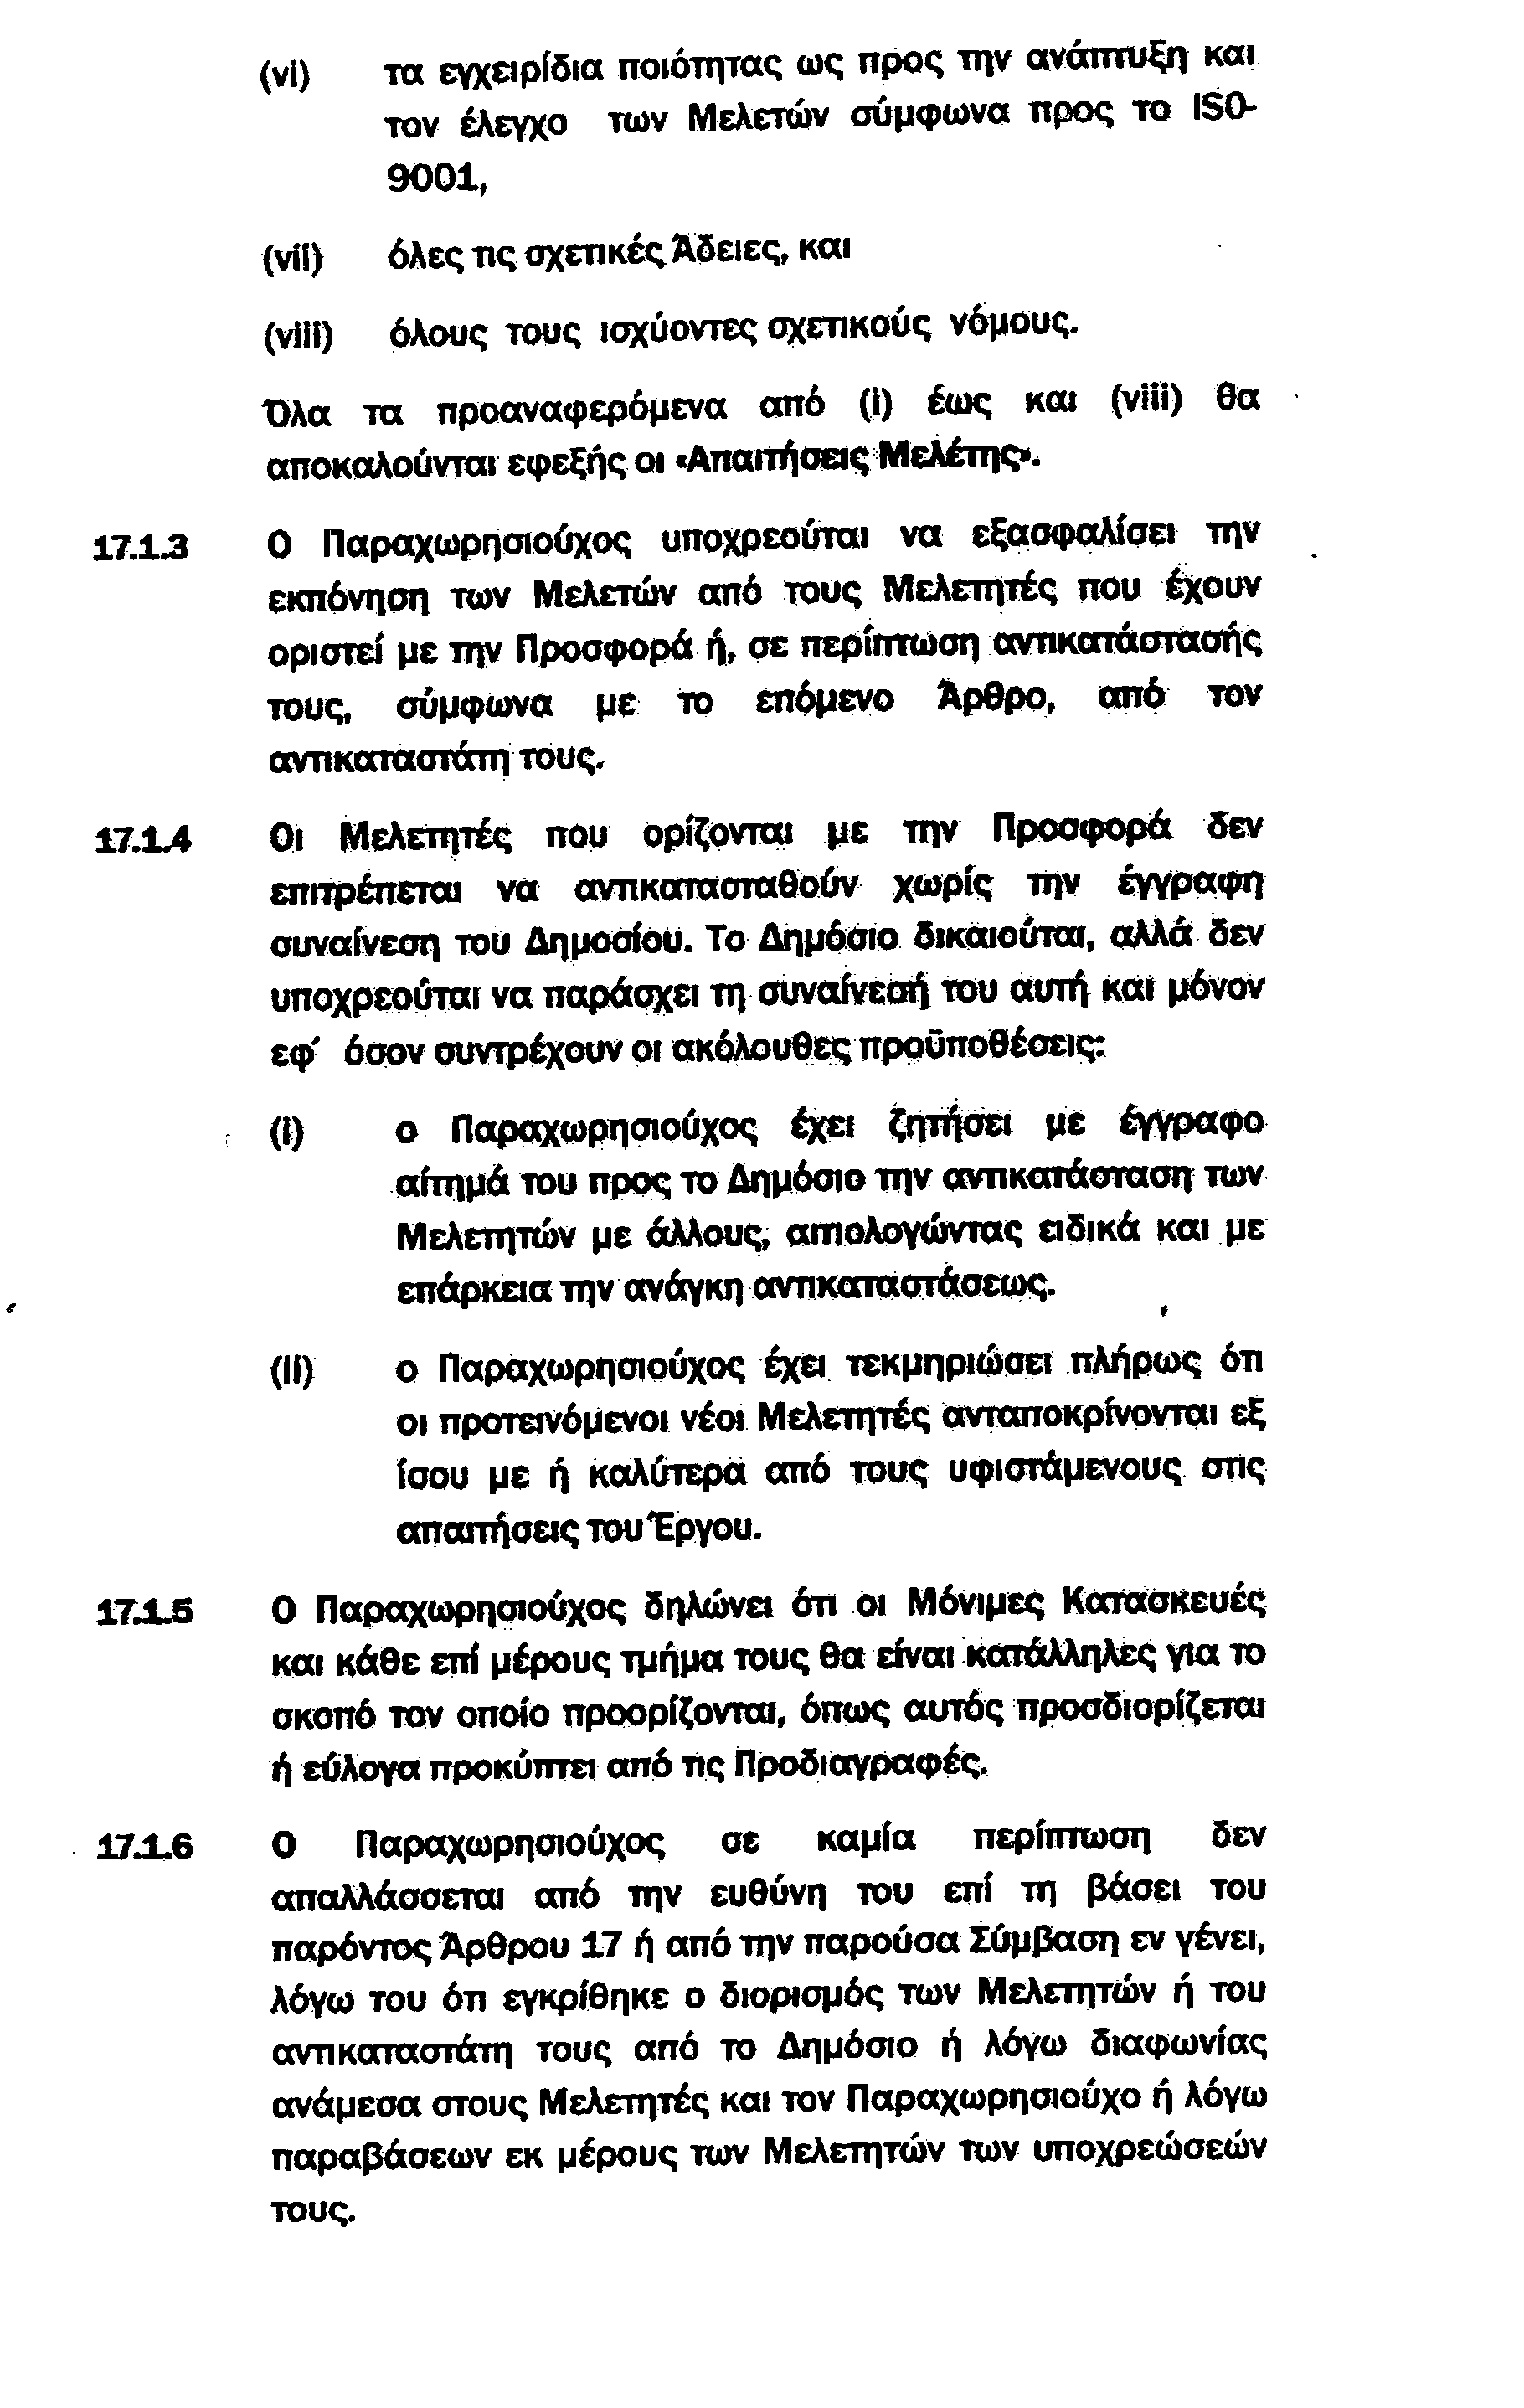 (vi) τα εγχειρίδια ποιότητας ως προς την ανάπτυξη και
τον έλεγχο των Μελετών σύμφωνα προς το ISO-
9001,
(vii) όλες τις σχετικές Άδειες, και
(viii) όλους τους ισχύοντες σχετικούς νόμους.
Όλα τα προαναφερόμενα από (i) έως και (viii) θα
αποκαλούνται εφεξής οι «Απαιτήσεις Μελέτης».
17.1.3 Ο Παραχωρησιούχος υποχρεούται να εξασφαλίσει την
εκπόνηση των Μελετών από τους Μελετητές που έχουν
οριστεί με την Προσφορά ή, σε περίπτωση αντικατάστασής
τους, σύμφωνα με το επόμενο Άρθρο, από τον
αντικαταστάτη τους.
17.1.4 Οι Μελετητές που ορίζονται με την Προσφορά δεν
επιτρέπεται να αντικατασταθούν χωρίς την έγγραφη
συναίνεση του Δημοσίου. Το Δημόσιο δικαιούται, αλλά δεν
υποχρεούται να παράσχει τη συναίνεσή του αυτή και μόνον
εφ' όσον συντρέχουν οι ακόλουθες προϋποθέσεις:
(i) ο Παραχωρησιούχος έχει ζητήσει με έγγραφο
αίτημά του προς το Δημόσιο την αντικατάσταση των
Μελετητών με άλλους, αιτιολογώντας ειδικά και με
επάρκεια την ανάγκη αντικαταστάσεως.
(ii) ο Παραχωρησιούχος έχει τεκμηριώσει πλήρως ότι
οι προτεινόμενοι νέοι Μελετητές ανταποκρίνονται εξ
ίσου με ή καλύτερα από τους υφιστάμενους στις
απαιτήσεις του Έργου.
17.1.5 Ο Παραχωρησιούχος δηλώνει ότι οι Μόνιμες Κατασκευές
και κάθε επί μέρους τμήμα τους θα είναι κατάλληλες για το
σκοπό τον οποίο προορίζονται, όπως αυτός προσδιορίζεται
ή εύλογα προκύπτει από τις Προδιαγραφές.
17.1.6 Ο Παραχωρησιούχος σε καμία περίπτωση δεν
απαλλάσσεται από την ευθύνη του επί τη βάσει του
παρόντος Άρθρου 17 ή από την παρούσα Σύμβαση εν γένει,
λόγω του ότι εγκρίθηκε ο διορισμός των Μελετητών ή του
αντικαταστάτη τους από το Δημόσιο ή λόγω διαφωνίας
ανάμεσα στους Μελετητές και τον Παραχωρησιούχο ή λόγω
παραβάσεων εκ μέρους των Μελετητών των υποχρεώσεών
τους.